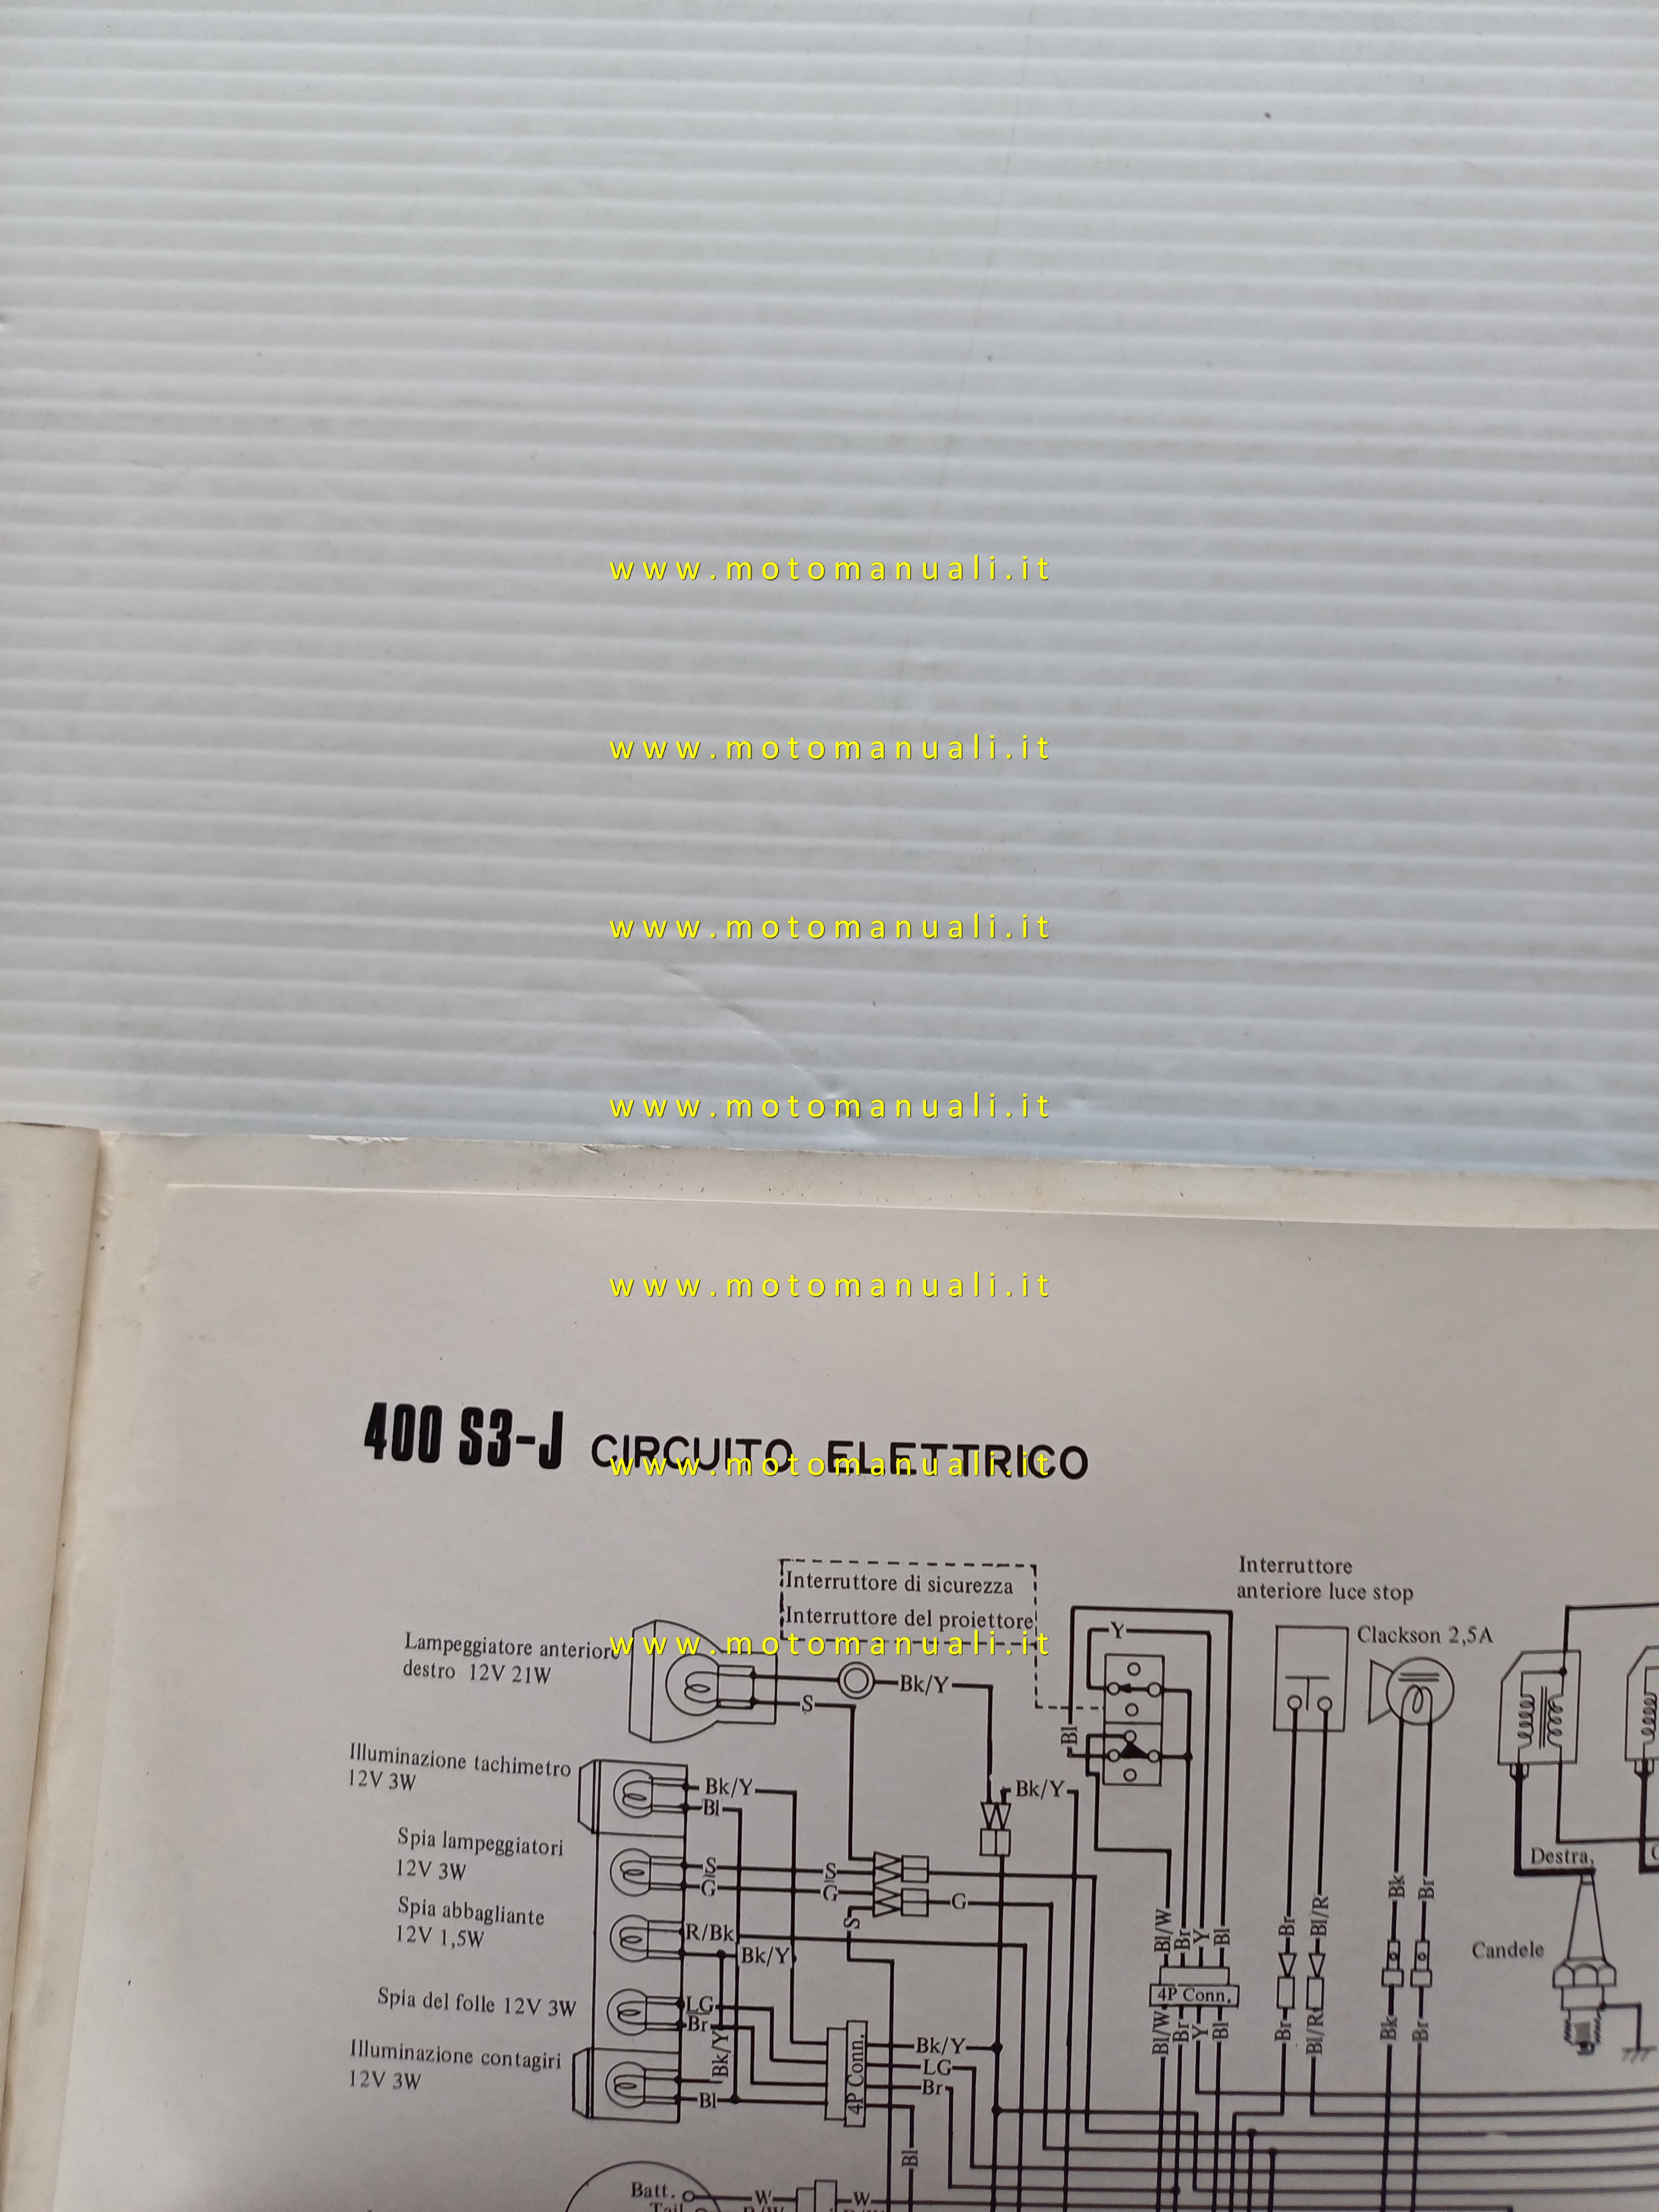 www.motomanuali.it
www.motomanuali.it
www.motomanuali.it
www.motomanuali.it
www.motomanuali.it
400 S3-J CIRCUITO ELETTRICO
www.motomanuali.it
Interruttore di sicurezza
Interruttore del proiettore
Interruttore
anteriore luce stop
Lampeggiatore anteriore
destro 12V 21W
www.motomanuali.it
Y
Clackson 2,5A
Bk/Y
S
Bl
Illuminazione tachimetro
12V 3W
Bk/Y
Bl
Bk/Y
Spia lampeggiatori
12V 3W
S
S
G
G
G
Destra
Spia abbagliante
12V 1,5W
R/Bk
S
Bk/Y
Bl/W
Br
Y
Bl
Br
Bl/R
Bk
Br
Candele
Spia del folle 12V 3W
LG
Br
4P Conn.
Bl/W
Br
Y
Bl
Br
Bl/R
Bk
Br
Illuminazione contagiri
12V 3W
Bk/Y
Bl
4P Conn.
Bk/Y
LG
Br
Bl
Batt.
W
W
Tail